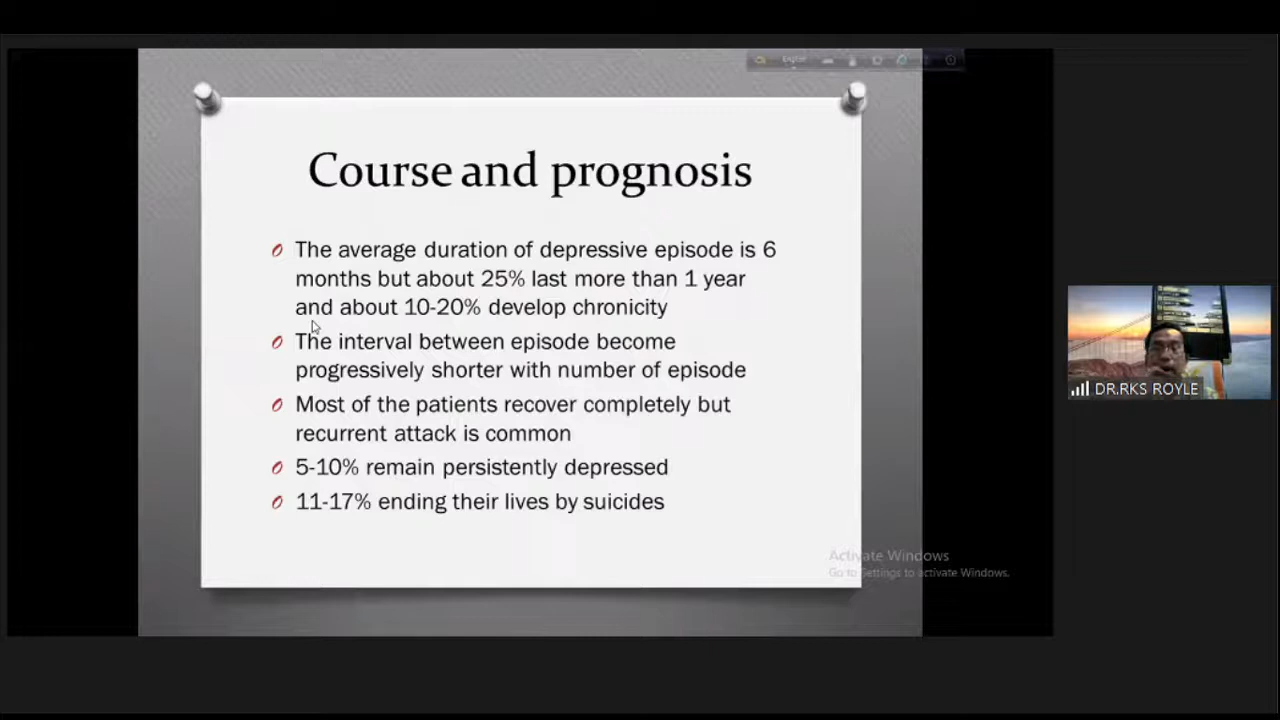 English
Course and prognosis
The average duration of depressive episode is 6
months but about 25% last more than 1 year
and about 10-20% develop chronicity
The interval between episode become
progressively shorter with number of episode
Most of the patients recover completely but
recurrent attack is common
5-10% remain persistently depressed
11-17% ending their lives by suicides
DR.RKS ROYLE
Activate Windows
Go to Settings to activate Windows.